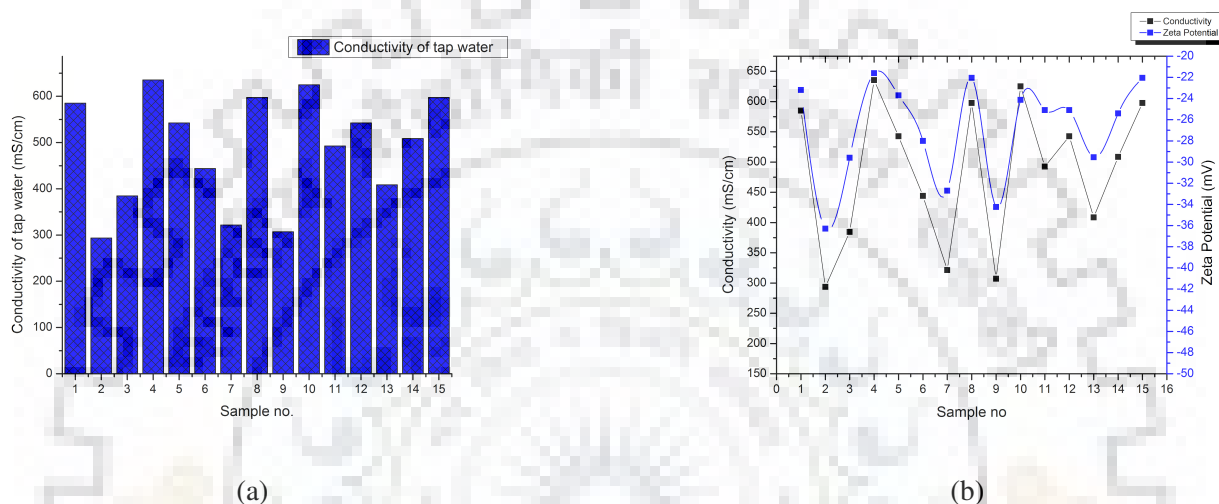 Conductivity of tap water
Conductivity of tap water (mS/cm)
600
500
400
300
200
100
0
1 2 3 4 5 6 7 8 9 10 11 12 13 14 15
Sample no.
(a)
Conductivity
Zeta Potential
Conductivity (mS/cm)
650
600
550
500
450
400
350
300
250
200
150
0 1 2 3 4 5 6 7 8 9 10 11 12 13 14 15 16
Sample no
-20
-22
-24
-26
-28
-30
-32
-34
-36
-38
-40
-42
-44
-46
-48
-50
Zeta Potential (mV)
(b)